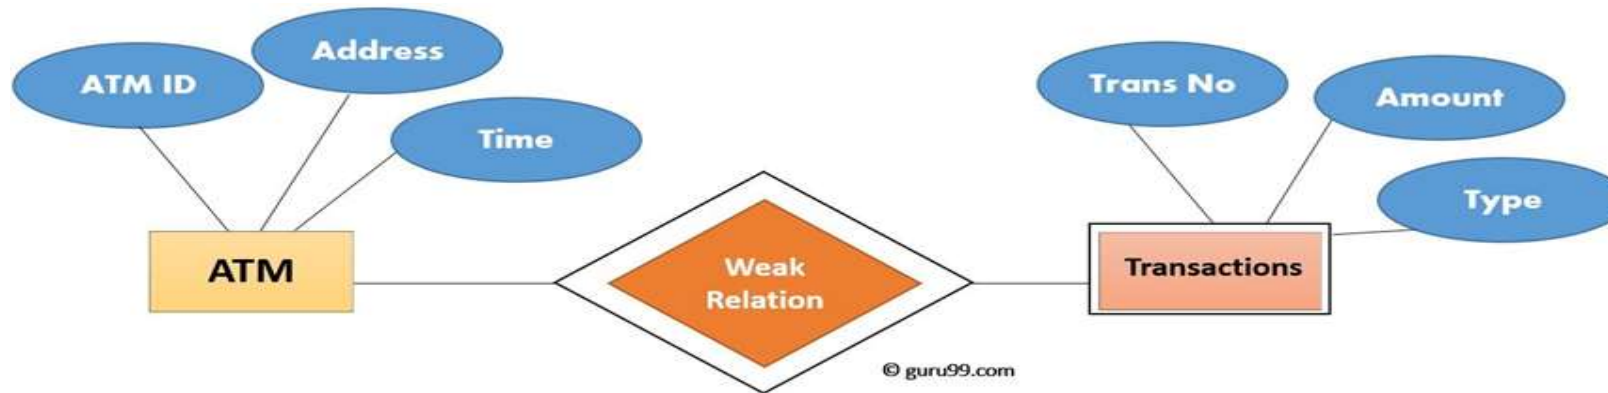 ATM ID
Address
Time
ATM
Weak
Relation
Trans No
Amount
Type
Transactions
© guru99.com